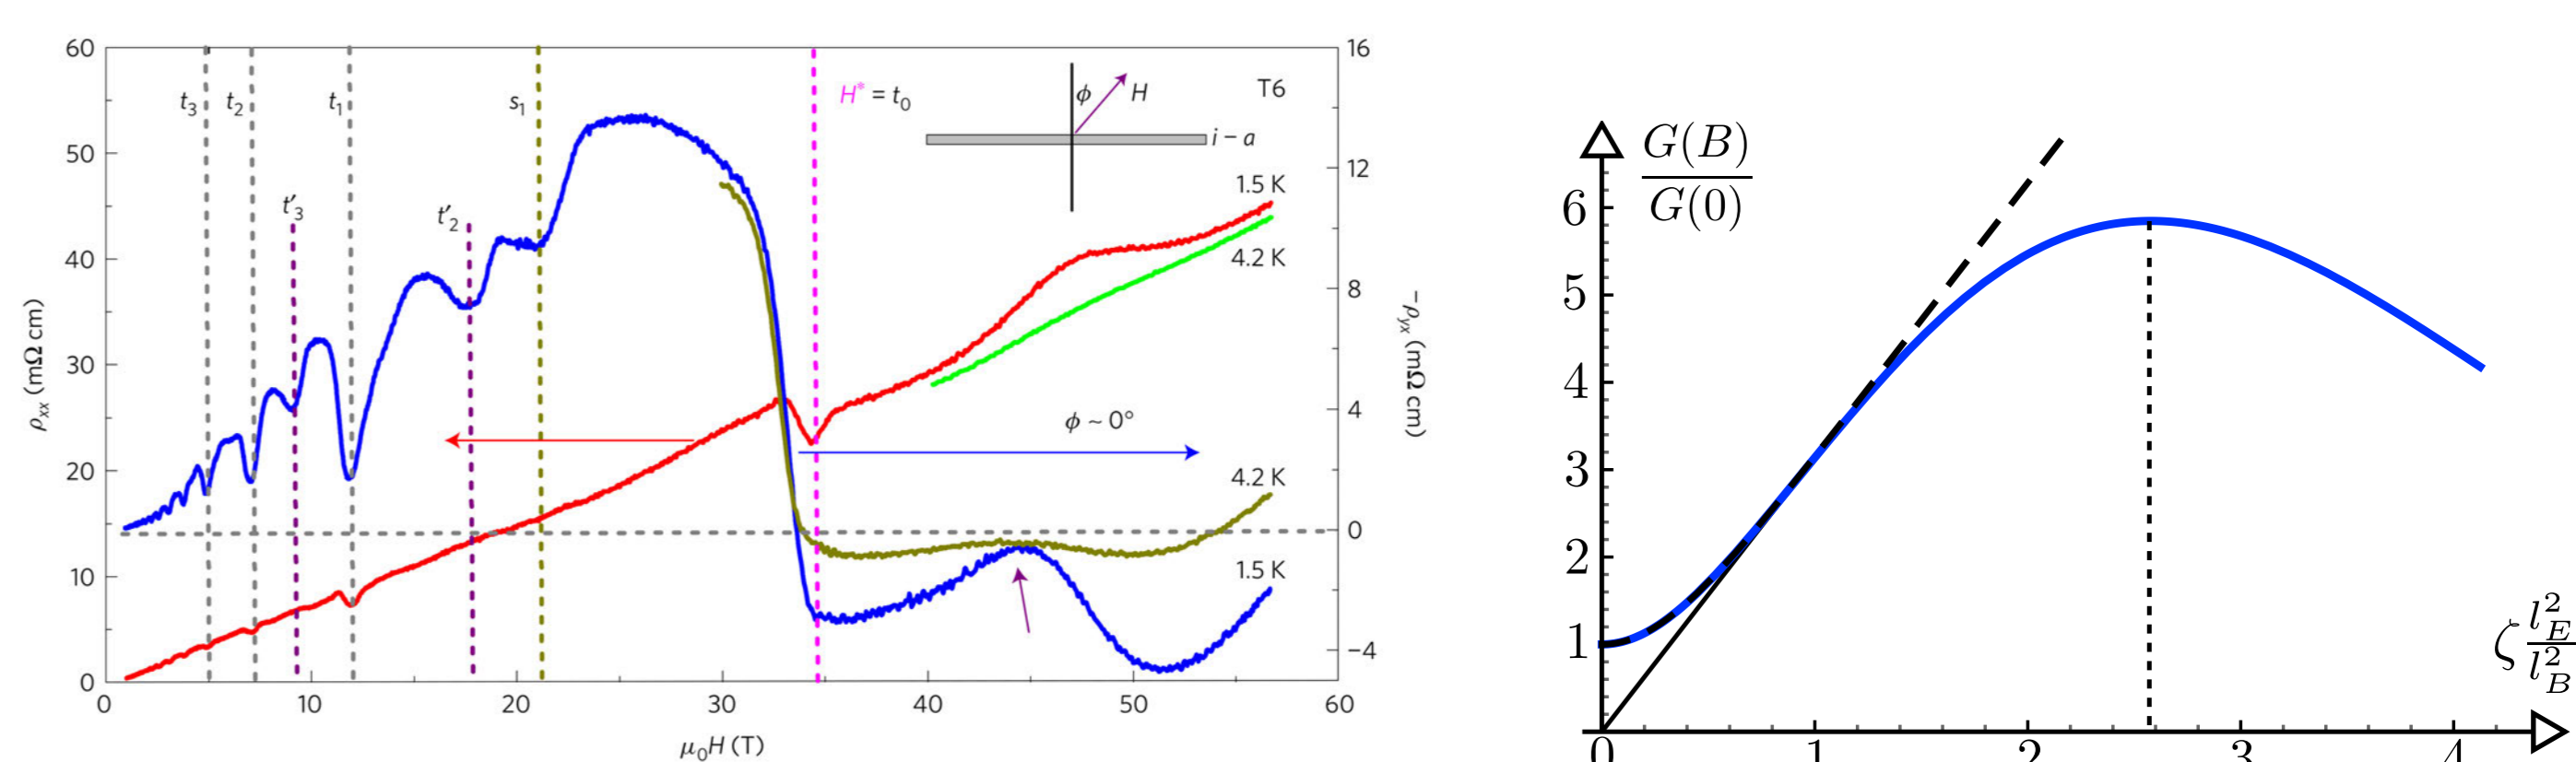 60
50
40
30
20
10
0
ρxx (mΩ cm)
0
10
20
30
40
50
60
μ0H (T)
16
12
8
4
0
−4
−ρyx (mΩ cm)
t3
t2
t1
s1
H* = t0
t′3
t′2
ϕ
H
T6
i – a
1.5 K
4.2 K
ϕ ~ 0°
4.2 K
1.5 K
G(B)
G(0)
6
5
4
3
2
1
0
1
2
3
4
ζ l²E
l²B